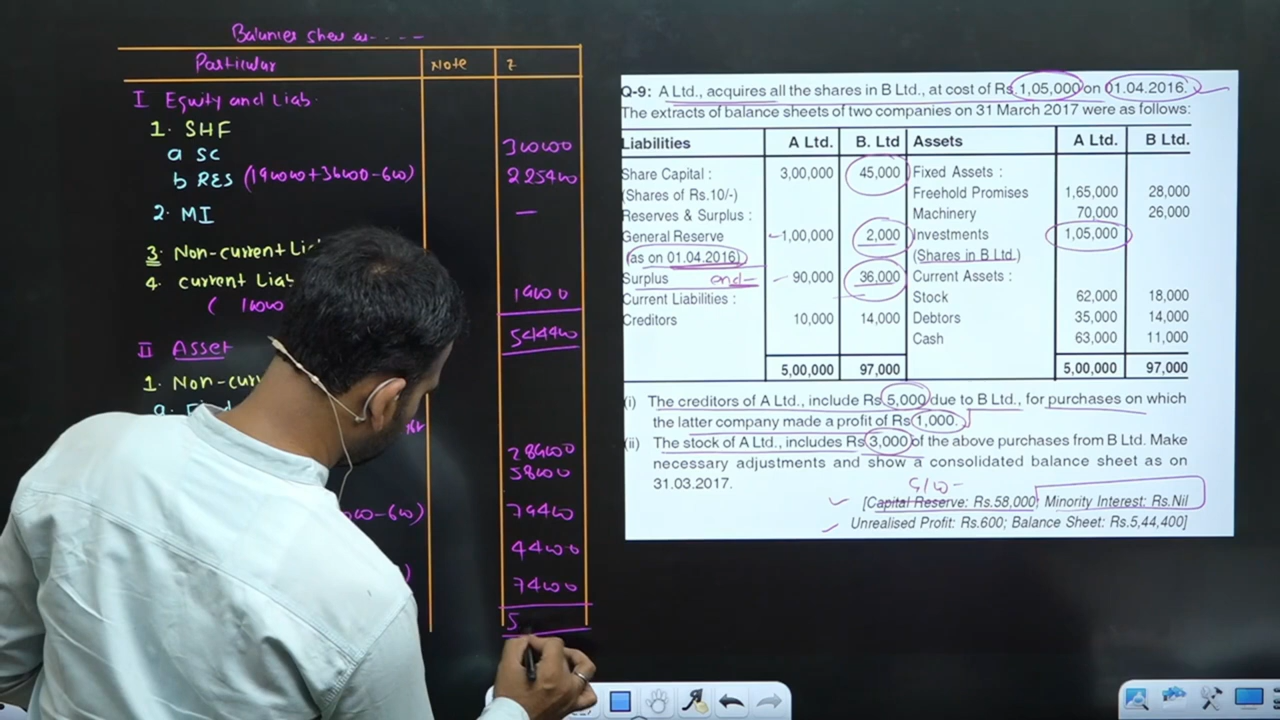 Balances sheet as - - - -
Particular Note ₹
I Equity and Liab.
1. SHF
a SC 300000
b RES (190000+36000-600) 225400
2. MI —
3. Non-current Lia
4. current Liab
( 19000
544400
II Asset
1. Non-curr
289000
58000
000-600) 79400
44000
) 74000
5
Q-9: A Ltd., acquires all the shares in B Ltd., at cost of Rs.1,05,000 on 01.04.2016.
The extracts of balance sheets of two companies on 31 March 2017 were as follows:
Liabilities A Ltd. B. Ltd Assets A Ltd. B Ltd.
Share Capital : 3,00,000 45,000 Fixed Assets :
(Shares of Rs.10/-) Freehold Promises 1,65,000 28,000
Reserves & Surplus : Machinery 70,000 26,000
General Reserve 1,00,000 2,000 Investments 1,05,000
(as on 01.04.2016) (Shares in B Ltd.)
Surplus 90,000 36,000 Current Assets :
Current Liabilities : Stock 62,000 18,000
Creditors 10,000 14,000 Debtors 35,000 14,000
Cash 63,000 11,000
5,00,000 97,000 5,00,000 97,000
(i) The creditors of A Ltd., include Rs 5,000 due to B Ltd., for purchases on which
the latter company made a profit of Rs 1,000.
(ii) The stock of A Ltd., includes Rs 3,000 of the above purchases from B Ltd. Make
necessary adjustments and show a consolidated balance sheet as on
31.03.2017.
G/W-
[Capital Reserve: Rs.58,000; Minority Interest: Rs.Nil
Unrealised Profit: Rs.600; Balance Sheet: Rs.5,44,400]